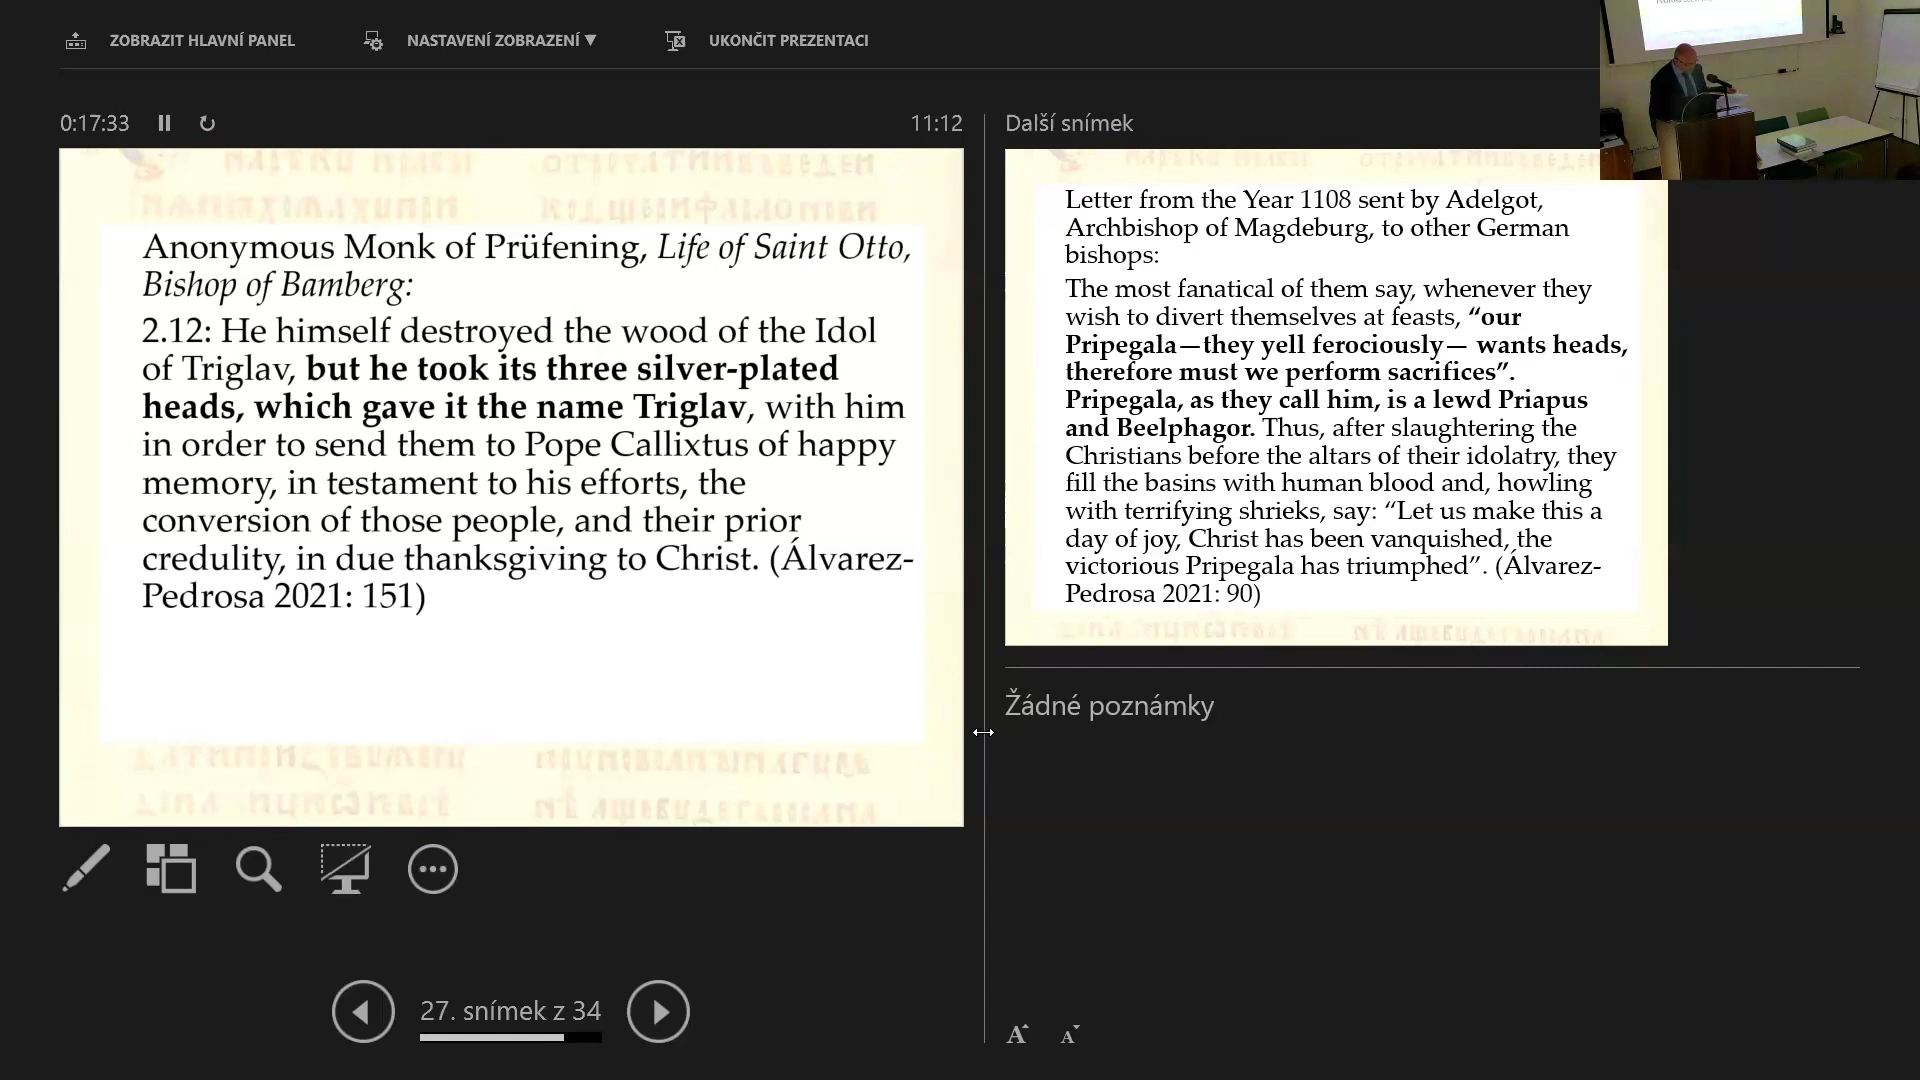 ZOBRAZIT HLAVNÍ PANEL
NASTAVENÍ ZOBRAZENÍ ▼
UKONČIT PREZENTACI
0:17:33
11:12
Další snímek
Anonymous Monk of Prüfening, Life of Saint Otto,
Bishop of Bamberg:
2.12: He himself destroyed the wood of the Idol
of Triglav, but he took its three silver-plated
heads, which gave it the name Triglav, with him
in order to send them to Pope Callixtus of happy
memory, in testament to his efforts, the
conversion of those people, and their prior
credulity, in due thanksgiving to Christ. (Álvarez-
Pedrosa 2021: 151)
Letter from the Year 1108 sent by Adelgot,
Archbishop of Magdeburg, to other German
bishops:
The most fanatical of them say, whenever they
wish to divert themselves at feasts, “our
Pripegala—they yell ferociously— wants heads,
therefore must we perform sacrifices”.
Pripegala, as they call him, is a lewd Priapus
and Beelphagor. Thus, after slaughtering the
Christians before the altars of their idolatry, they
fill the basins with human blood and, howling
with terrifying shrieks, say: “Let us make this a
day of joy, Christ has been vanquished, the
victorious Pripegala has triumphed”. (Álvarez-
Pedrosa 2021: 90)
Žádné poznámky
27. snímek z 34
A A